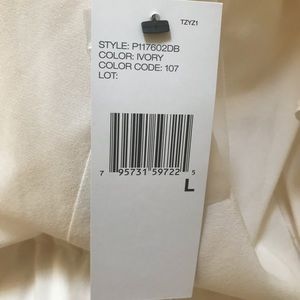 TZYZ1
STYLE: P117602DB
COLOR: IVORY
COLOR CODE: 107
LOT:
7 95731 59722 5
L